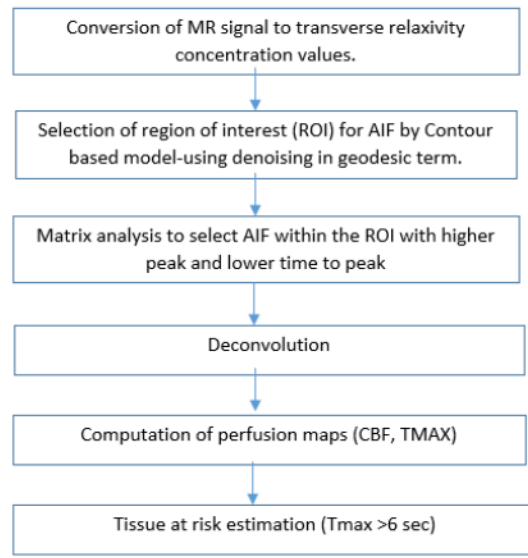 Conversion of MR signal to transverse relaxivity
concentration values.
Selection of region of interest (ROI) for AIF by Contour
based model-using denoising in geodesic term.
Matrix analysis to select AIF within the ROI with higher
peak and lower time to peak
Deconvolution
Computation of perfusion maps (CBF, TMAX)
Tissue at risk estimation (Tmax >6 sec)